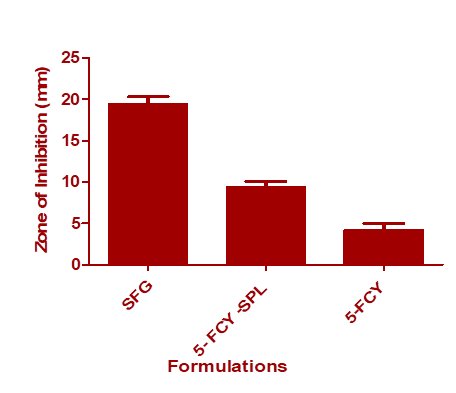 Zone of Inhibition (mm)
25
20
15
10
5
0
SFG
5- FCY -SPL
5-FCY
Formulations